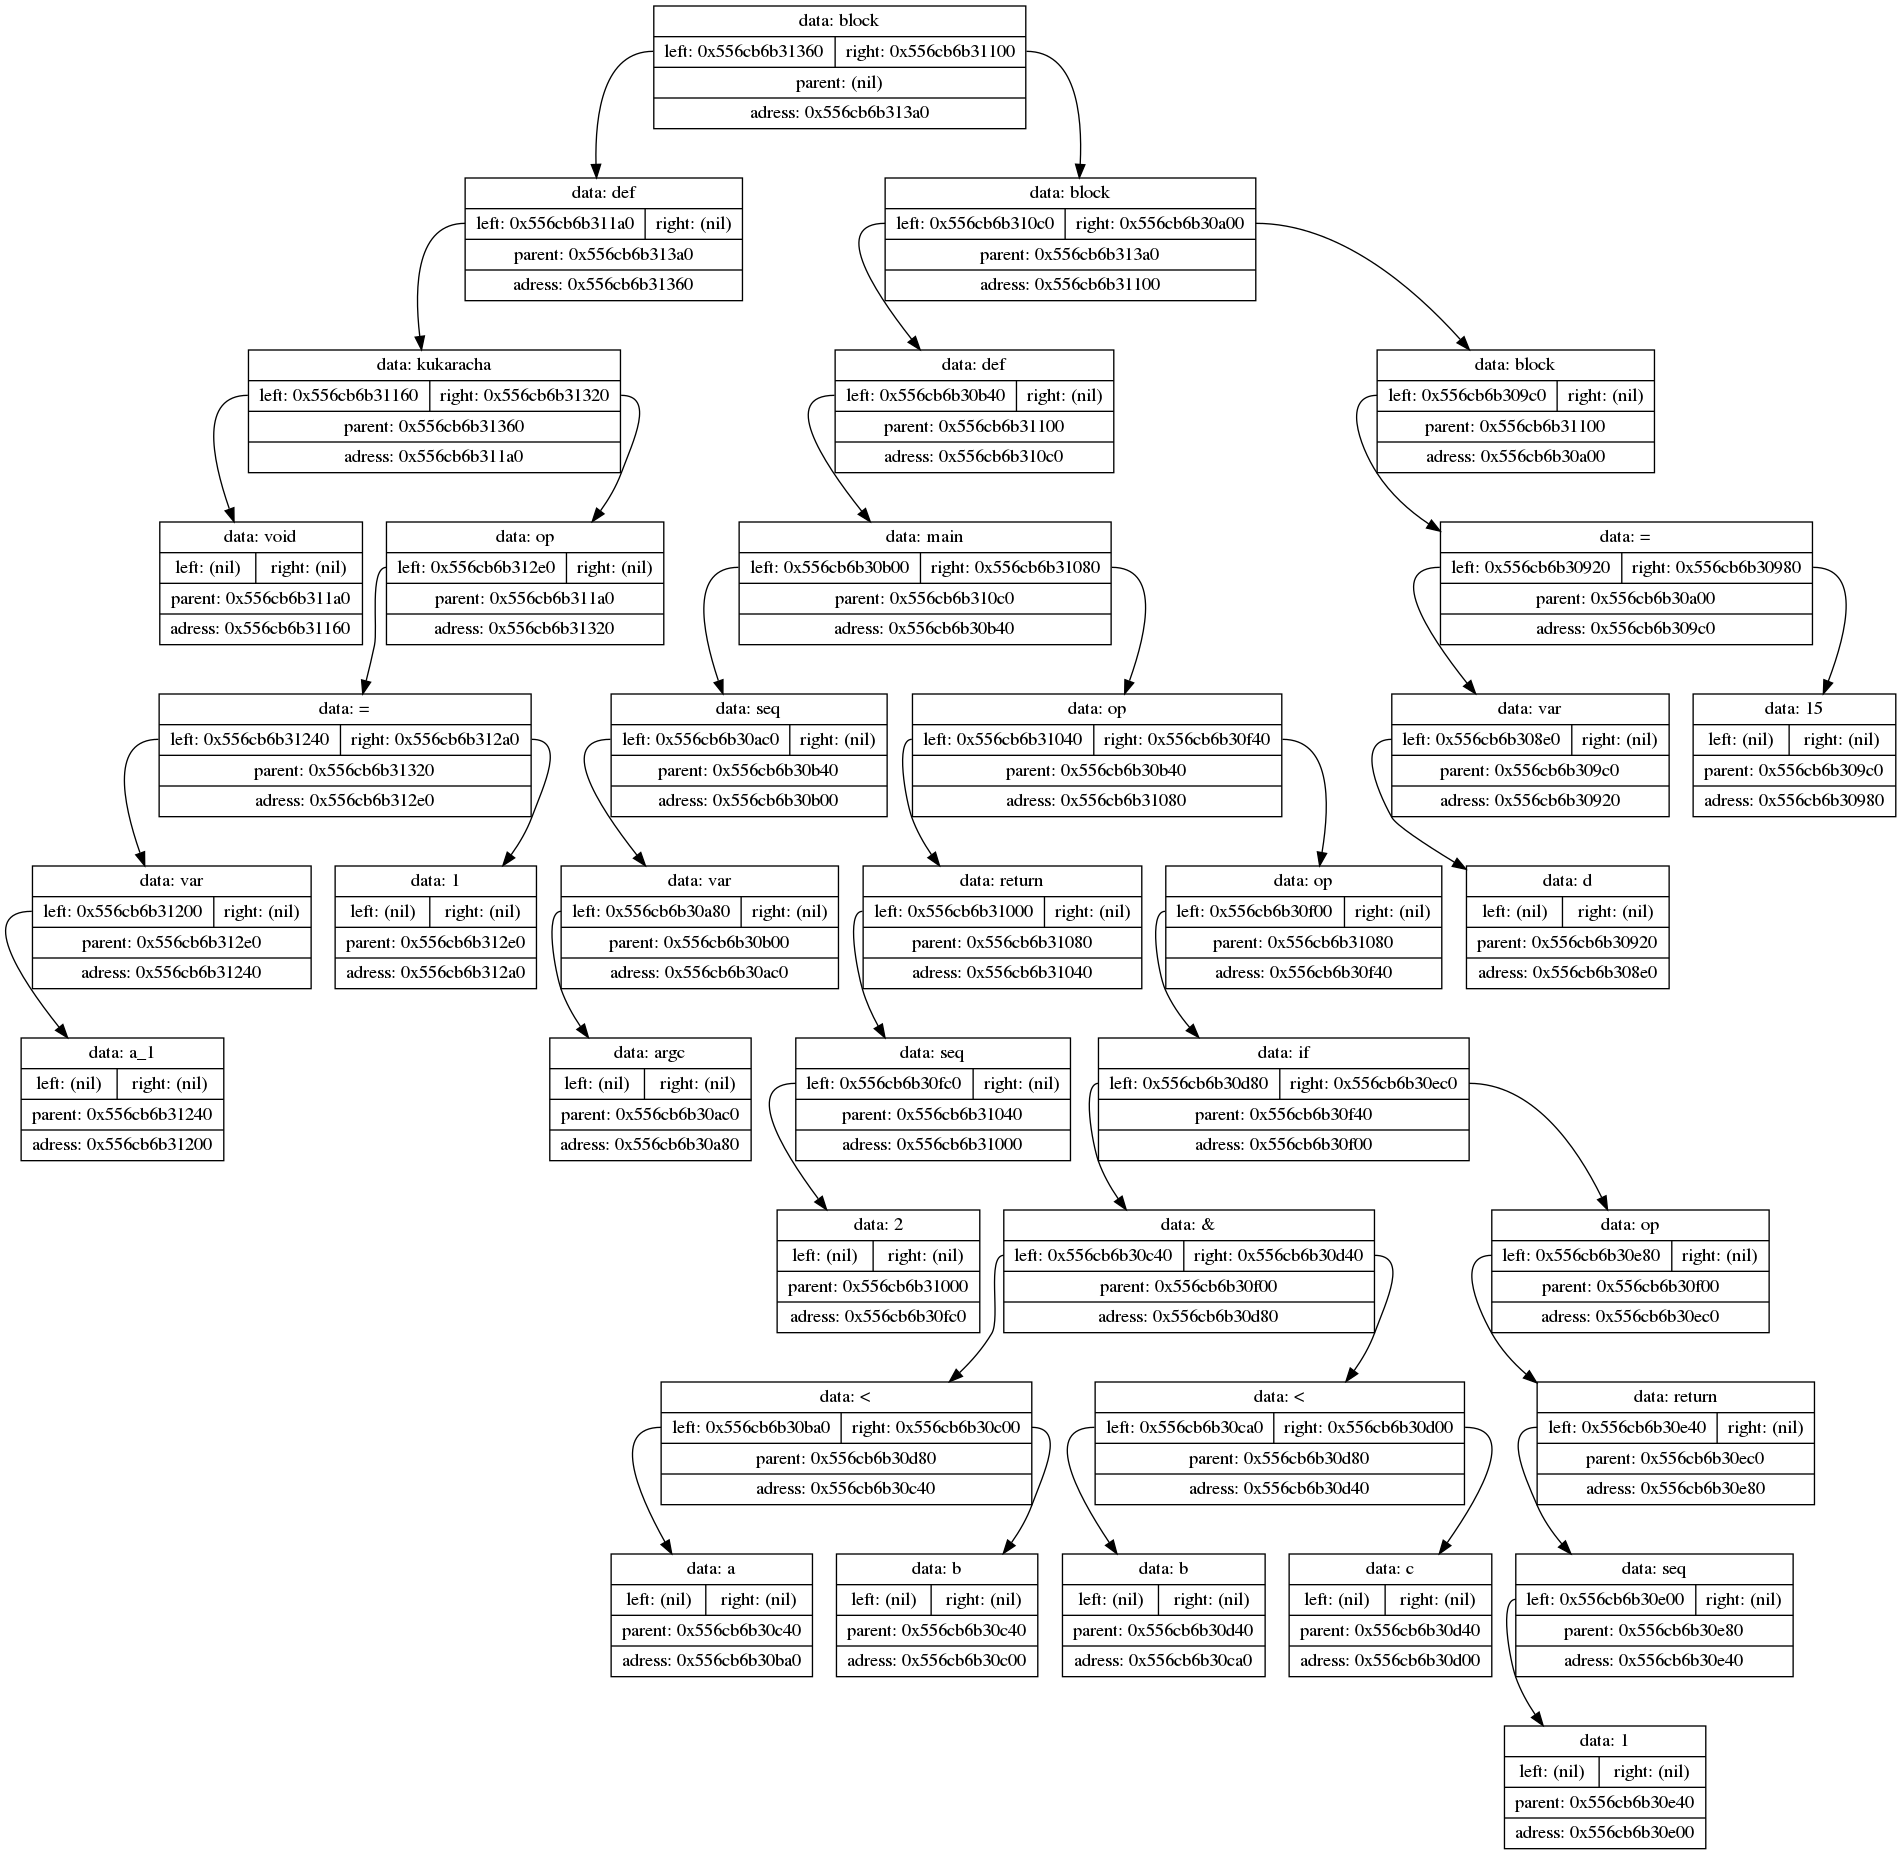 data: block
left: 0x556cb6b31360 right: 0x556cb6b31100
parent: (nil)
adress: 0x556cb6b313a0
data: def
left: 0x556cb6b311a0 right: (nil)
parent: 0x556cb6b313a0
adress: 0x556cb6b31360
data: block
left: 0x556cb6b310c0 right: 0x556cb6b30a00
parent: 0x556cb6b313a0
adress: 0x556cb6b31100
data: kukaracha
left: 0x556cb6b31160 right: 0x556cb6b31320
parent: 0x556cb6b31360
adress: 0x556cb6b311a0
data: def
left: 0x556cb6b30b40 right: (nil)
parent: 0x556cb6b31100
adress: 0x556cb6b310c0
data: block
left: 0x556cb6b309c0 right: (nil)
parent: 0x556cb6b31100
adress: 0x556cb6b30a00
data: void
left: (nil) right: (nil)
parent: 0x556cb6b311a0
adress: 0x556cb6b31160
data: op
left: 0x556cb6b312e0 right: (nil)
parent: 0x556cb6b311a0
adress: 0x556cb6b31320
data: main
left: 0x556cb6b30b00 right: 0x556cb6b31080
parent: 0x556cb6b310c0
adress: 0x556cb6b30b40
data: =
left: 0x556cb6b30920 right: 0x556cb6b30980
parent: 0x556cb6b30a00
adress: 0x556cb6b309c0
data: =
left: 0x556cb6b31240 right: 0x556cb6b312a0
parent: 0x556cb6b31320
adress: 0x556cb6b312e0
data: seq
left: 0x556cb6b30ac0 right: (nil)
parent: 0x556cb6b30b40
adress: 0x556cb6b30b00
data: op
left: 0x556cb6b31040 right: 0x556cb6b30f40
parent: 0x556cb6b30b40
adress: 0x556cb6b31080
data: var
left: 0x556cb6b308e0 right: (nil)
parent: 0x556cb6b309c0
adress: 0x556cb6b30920
data: 15
left: (nil) right: (nil)
parent: 0x556cb6b309c0
adress: 0x556cb6b30980
data: var
left: 0x556cb6b31200 right: (nil)
parent: 0x556cb6b312e0
adress: 0x556cb6b31240
data: 1
left: (nil) right: (nil)
parent: 0x556cb6b312e0
adress: 0x556cb6b312a0
data: var
left: 0x556cb6b30a80 right: (nil)
parent: 0x556cb6b30b00
adress: 0x556cb6b30ac0
data: return
left: 0x556cb6b31000 right: (nil)
parent: 0x556cb6b31080
adress: 0x556cb6b31040
data: op
left: 0x556cb6b30f00 right: (nil)
parent: 0x556cb6b31080
adress: 0x556cb6b30f40
data: d
left: (nil) right: (nil)
parent: 0x556cb6b30920
adress: 0x556cb6b308e0
data: a_1
left: (nil) right: (nil)
parent: 0x556cb6b31240
adress: 0x556cb6b31200
data: argc
left: (nil) right: (nil)
parent: 0x556cb6b30ac0
adress: 0x556cb6b30a80
data: seq
left: 0x556cb6b30fc0 right: (nil)
parent: 0x556cb6b31040
adress: 0x556cb6b31000
data: if
left: 0x556cb6b30d80 right: 0x556cb6b30ec0
parent: 0x556cb6b30f40
adress: 0x556cb6b30f00
data: 2
left: (nil) right: (nil)
parent: 0x556cb6b31000
adress: 0x556cb6b30fc0
data: &
left: 0x556cb6b30c40 right: 0x556cb6b30d40
parent: 0x556cb6b30f00
adress: 0x556cb6b30d80
data: op
left: 0x556cb6b30e80 right: (nil)
parent: 0x556cb6b30f00
adress: 0x556cb6b30ec0
data: <
left: 0x556cb6b30ba0 right: 0x556cb6b30c00
parent: 0x556cb6b30d80
adress: 0x556cb6b30c40
data: <
left: 0x556cb6b30ca0 right: 0x556cb6b30d00
parent: 0x556cb6b30d80
adress: 0x556cb6b30d40
data: return
left: 0x556cb6b30e40 right: (nil)
parent: 0x556cb6b30ec0
adress: 0x556cb6b30e80
data: a
left: (nil) right: (nil)
parent: 0x556cb6b30c40
adress: 0x556cb6b30ba0
data: b
left: (nil) right: (nil)
parent: 0x556cb6b30c40
adress: 0x556cb6b30c00
data: b
left: (nil) right: (nil)
parent: 0x556cb6b30d40
adress: 0x556cb6b30ca0
data: c
left: (nil) right: (nil)
parent: 0x556cb6b30d40
adress: 0x556cb6b30d00
data: seq
left: 0x556cb6b30e00 right: (nil)
parent: 0x556cb6b30e80
adress: 0x556cb6b30e40
data: 1
left: (nil) right: (nil)
parent: 0x556cb6b30e40
adress: 0x556cb6b30e00